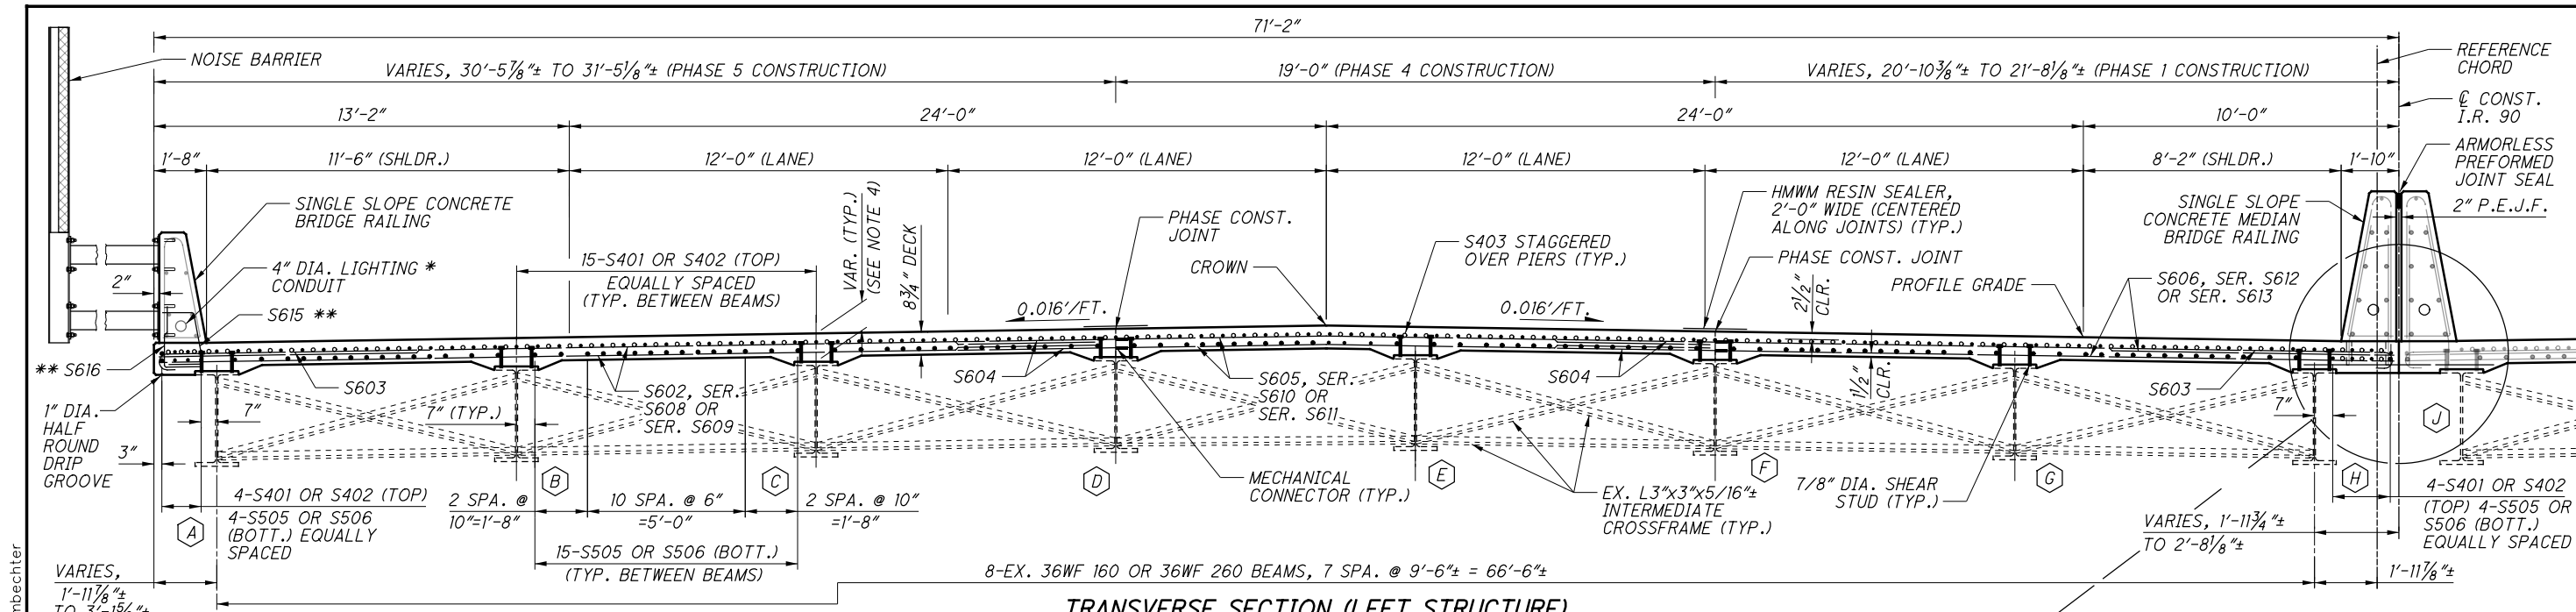 71'-2"
NOISE BARRIER
VARIES, 30'-5⅞"± TO 31'-5⅛"± (PHASE 5 CONSTRUCTION)
19'-0" (PHASE 4 CONSTRUCTION)
VARIES, 20'-10⅜"± TO 21'-8⅛"± (PHASE 1 CONSTRUCTION)
REFERENCE
CHORD
13'-2"
24'-0"
24'-0"
10'-0"
℄ CONST.
I.R. 90
1'-8"
11'-6" (SHLDR.)
12'-0" (LANE)
12'-0" (LANE)
12'-0" (LANE)
12'-0" (LANE)
8'-2" (SHLDR.)
1'-10"
ARMORLESS
PREFORMED
JOINT SEAL
2" P.E.J.F.
SINGLE SLOPE CONCRETE
BRIDGE RAILING
4" DIA. LIGHTING *
CONDUIT
2"
S615 **
** S616
15-S401 OR S402 (TOP)
EQUALLY SPACED
(TYP. BETWEEN BEAMS)
VAR. (TYP.)
(SEE NOTE 4)
8¾" DECK
PHASE CONST.
JOINT
CROWN
0.016'/FT.
S403 STAGGERED
OVER PIERS (TYP.)
0.016'/FT.
HMWM RESIN SEALER,
2'-0" WIDE (CENTERED
ALONG JOINTS) (TYP.)
PHASE CONST. JOINT
2½"
CLR.
PROFILE GRADE
SINGLE SLOPE
CONCRETE MEDIAN
BRIDGE RAILING
S606, SER. S612
OR SER. S613
1" DIA.
HALF
ROUND
DRIP
GROOVE
3"
7"
S603
7" (TYP.)
S602, SER.
S608 OR
SER. S609
S604
S605, SER.
S610 OR
SER. S611
S604
1½"
CLR.
S603
7"
A
B
C
D
E
F
G
H
J
4-S401 OR S402 (TOP)
4-S505 OR S506
(BOTT.) EQUALLY
SPACED
2 SPA. @
10"=1'-8"
10 SPA. @ 6"
=5'-0"
2 SPA. @ 10"
=1'-8"
15-S505 OR S506 (BOTT.)
(TYP. BETWEEN BEAMS)
MECHANICAL
CONNECTOR (TYP.)
EX. L3"x3"x5/16"±
INTERMEDIATE
CROSSFRAME (TYP.)
7/8" DIA. SHEAR
STUD (TYP.)
VARIES, 1'-11¾"±
TO 2'-8⅛"±
4-S401 OR S402
(TOP) 4-S505 OR
S506 (BOTT.)
EQUALLY SPACED
VARIES,
1'-11⅞"±
8-EX. 36WF 160 OR 36WF 260 BEAMS, 7 SPA. @ 9'-6"± = 66'-6"±
1'-11⅞"±
TRANSVERSE SECTION (LEFT STRUCTURE)